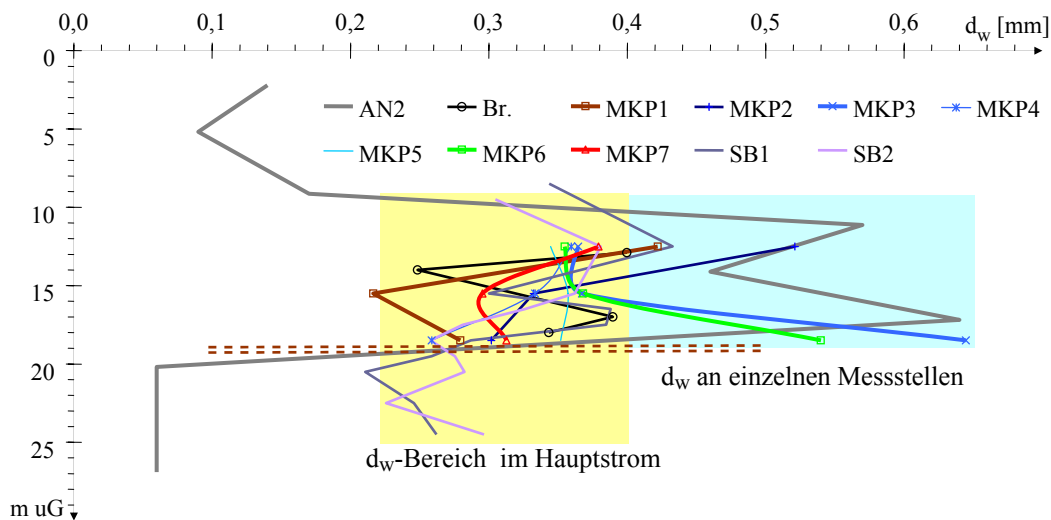 0,0 0,1 0,2 0,3 0,4 0,5 0,6 d_w [mm]
0
AN2 Br. MKP1 MKP2 MKP3 MKP4
5
MKP5 MKP6 MKP7 SB1 SB2
10
15
20
d_w an einzelnen Messstellen
25
d_w-Bereich im Hauptstrom
m uG